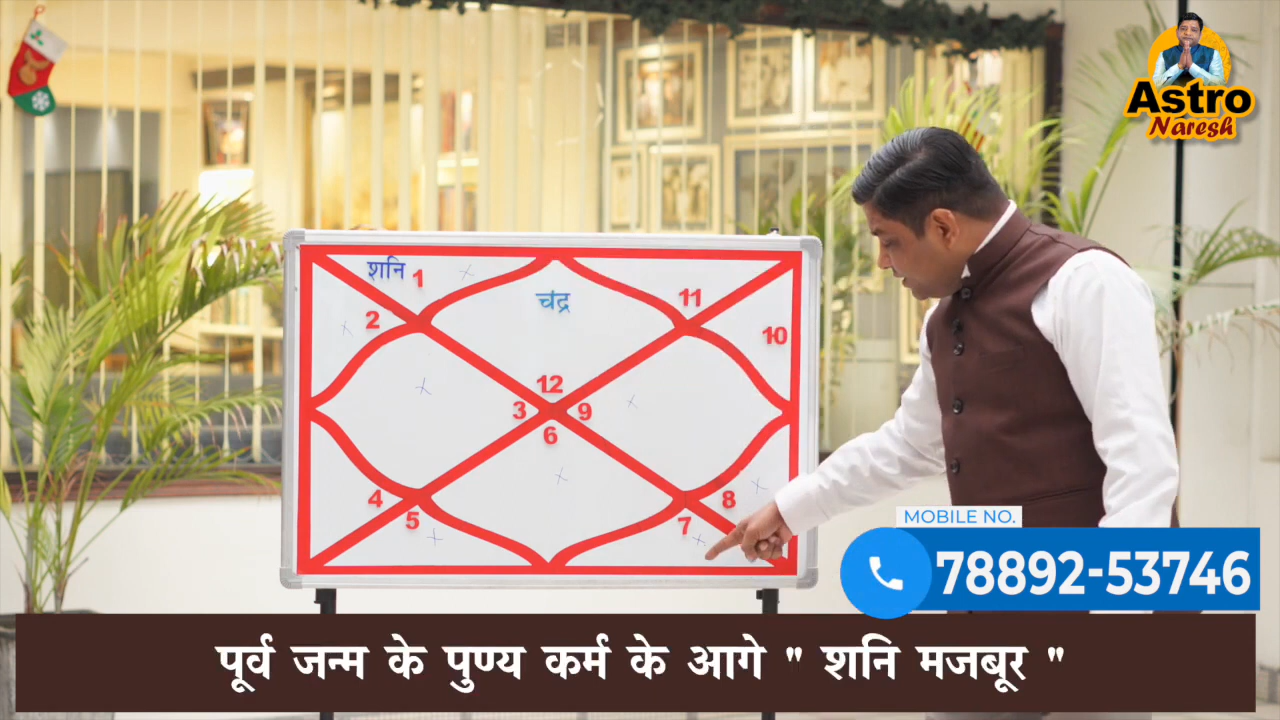 Astro
Naresh
शनि 1
चंद्र
11
2
10
12
3 9
6
4
8
5
7
MOBILE NO.
78892-53746
पूर्व जन्म के पुण्य कर्म के आगे " शनि मजबूर "